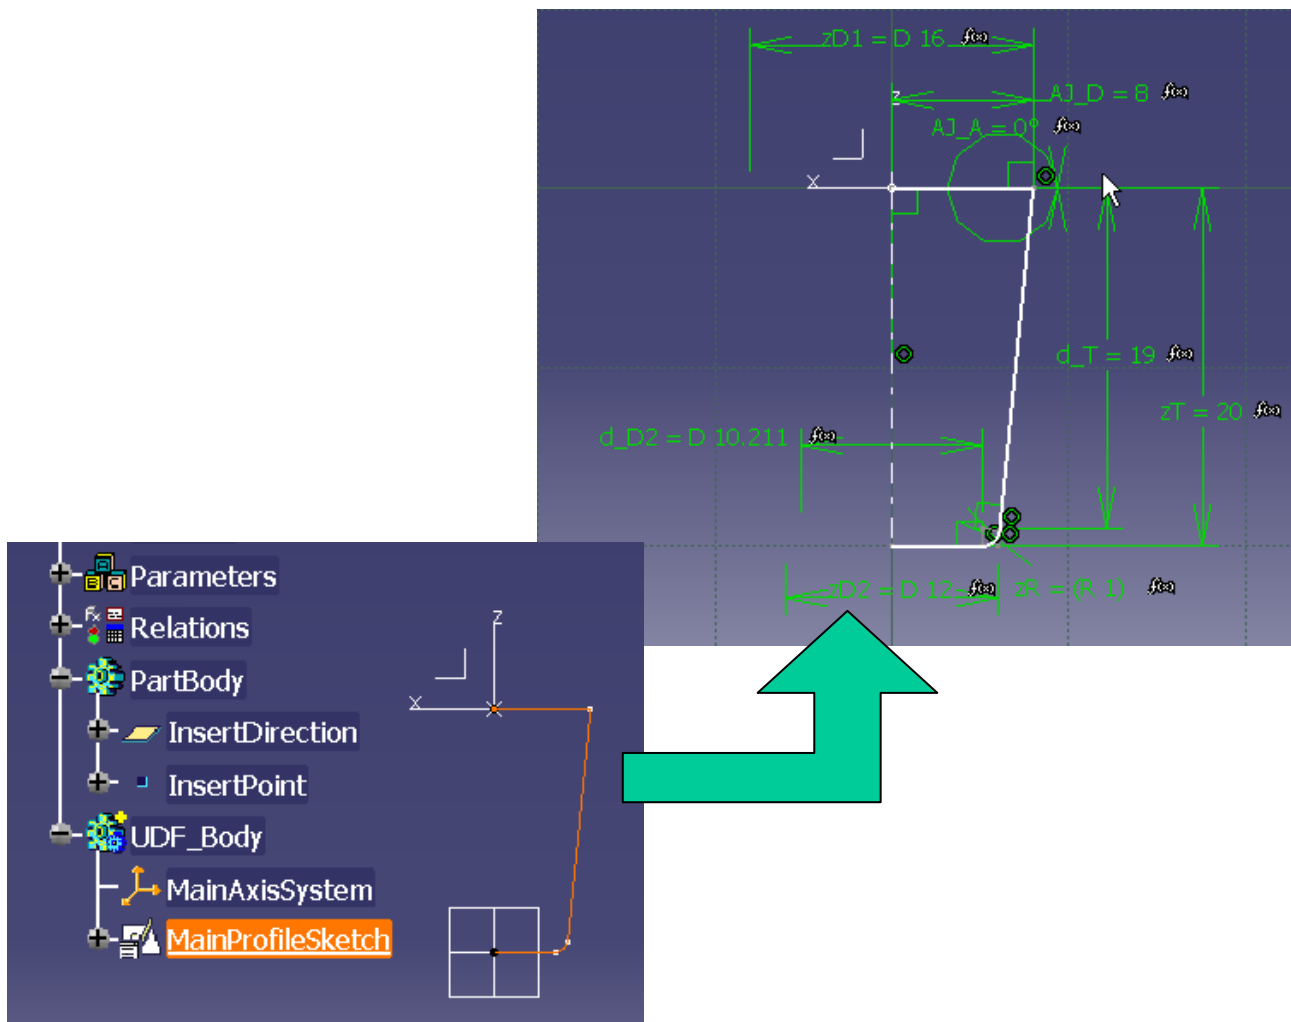 zD1 = D 16 f(x)
z
AJ_D = 8 f(x)
AJ_A = 0° f(x)
x
d_T = 19 f(x)
zT = 20 f(x)
d_D2 = D 10.211 f(x)
zD2 = D 12 f(x) zR = (R 1) f(x)
Parameters
Relations
z
PartBody
x
InsertDirection
InsertPoint
UDF_Body
MainAxisSystem
MainProfileSketch